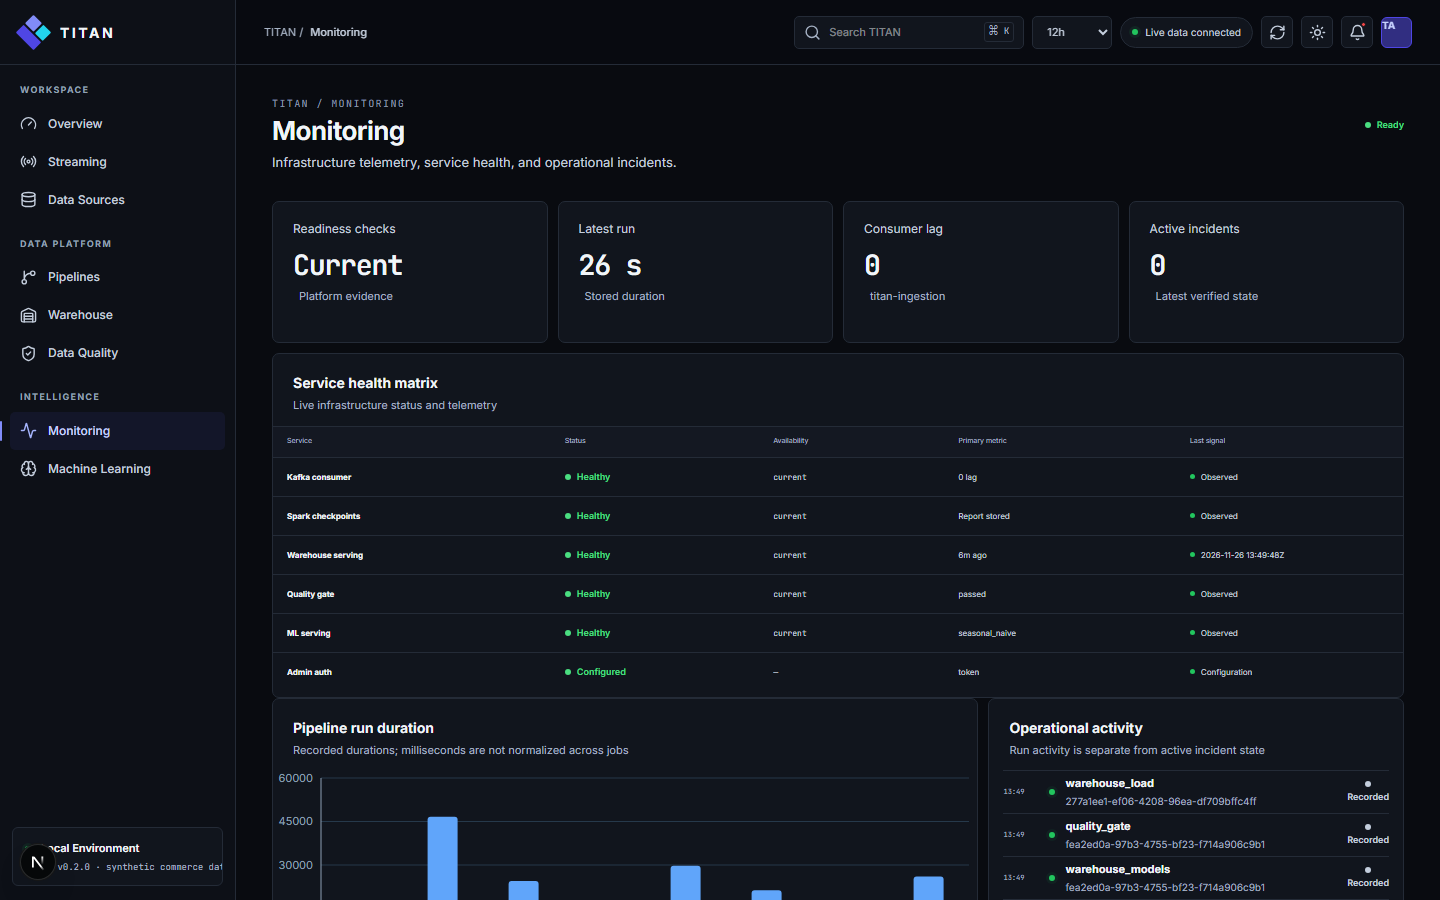 TITAN
TITAN / Monitoring
Search TITAN
⌘ K
12h
Live data connected
TA
WORKSPACE
Overview
Streaming
Data Sources
DATA PLATFORM
Pipelines
Warehouse
Data Quality
INTELLIGENCE
Monitoring
Machine Learning
ocal Environment
v0.2.0 · synthetic commerce dat
N
TITAN / MONITORING
Monitoring
Infrastructure telemetry, service health, and operational incidents.
Ready
Readiness checks
Current
Platform evidence
Latest run
26 s
Stored duration
Consumer lag
0
titan-ingestion
Active incidents
0
Latest verified state
Service health matrix
Live infrastructure status and telemetry
Service Status Availability Primary metric Last signal
Kafka consumer Healthy current 0 lag Observed
Spark checkpoints Healthy current Report stored Observed
Warehouse serving Healthy current 6m ago 2026-11-26 13:49:48Z
Quality gate Healthy current passed Observed
ML serving Healthy current seasonal_naive Observed
Admin auth Configured — token Configuration
Pipeline run duration
Recorded durations; milliseconds are not normalized across jobs
60000
45000
30000
Operational activity
Run activity is separate from active incident state
13:49 warehouse_load
277a1ee1-ef06-4208-96ea-df709bffc4ff
Recorded
13:49 quality_gate
fea2ed0a-97b3-4755-bf23-f714a906c9b1
Recorded
13:49 warehouse_models
fea2ed0a-97b3-4755-bf23-f714a906c9b1
Recorded